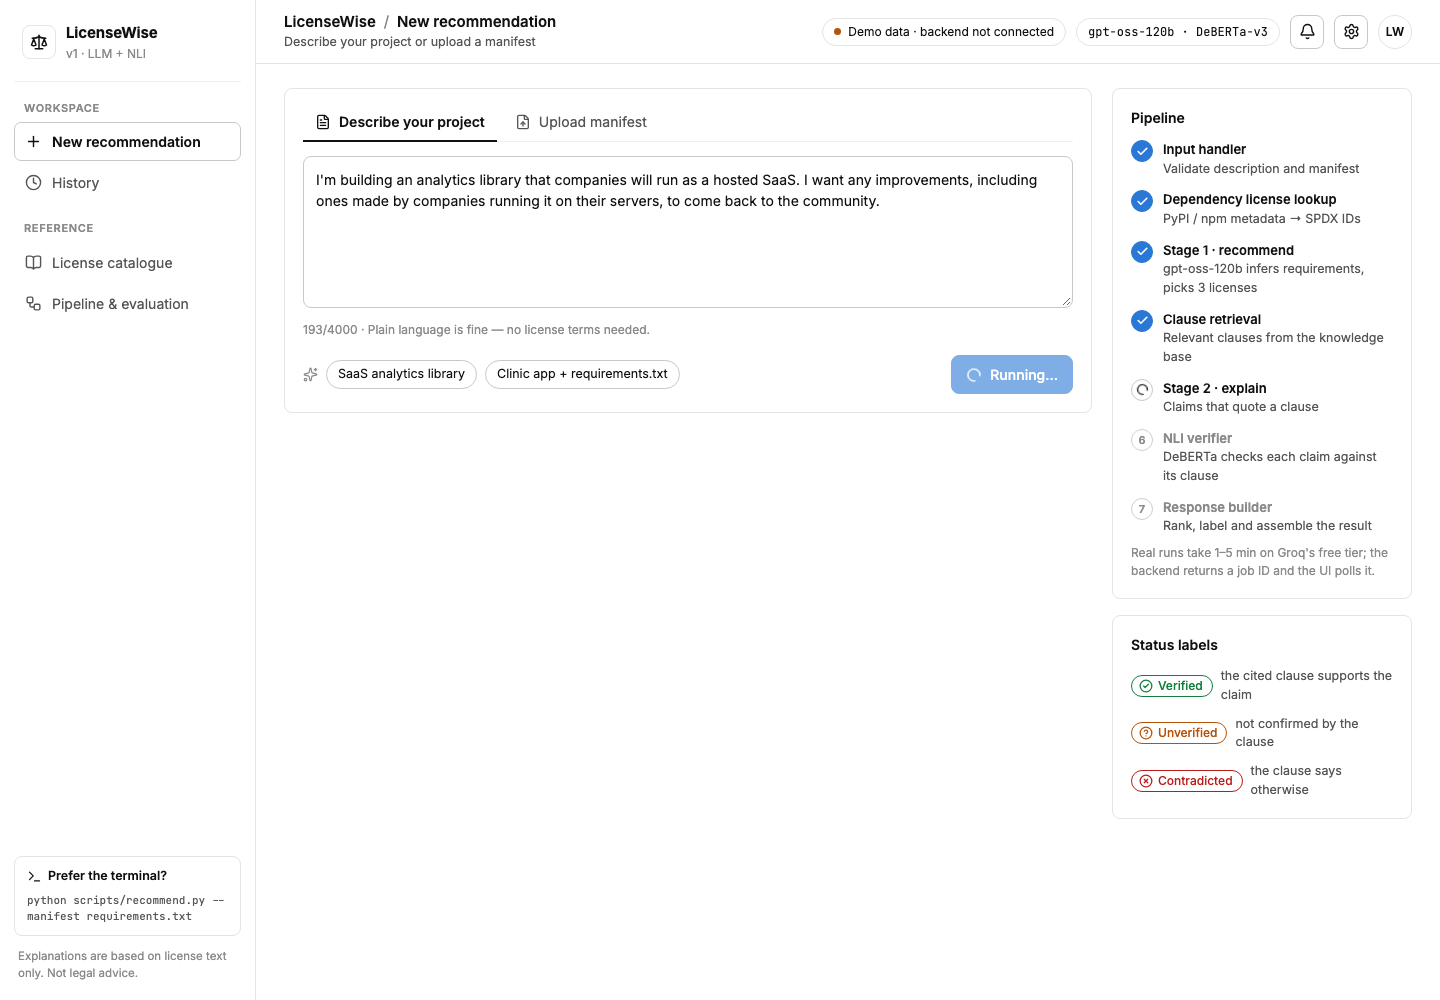 LicenseWise
v1 · LLM + NLI
WORKSPACE
New recommendation
History
REFERENCE
License catalogue
Pipeline & evaluation
Prefer the terminal?
python scripts/recommend.py --
manifest requirements.txt
Explanations are based on license text
only. Not legal advice.
LicenseWise / New recommendation
Describe your project or upload a manifest
Demo data · backend not connected
gpt-oss-120b · DeBERTa-v3
LW
Describe your project
Upload manifest
I'm building an analytics library that companies will run as a hosted SaaS. I want any improvements, including
ones made by companies running it on their servers, to come back to the community.
193/4000 · Plain language is fine — no license terms needed.
SaaS analytics library
Clinic app + requirements.txt
Running...
Pipeline
Input handler
Validate description and manifest
Dependency license lookup
PyPI / npm metadata → SPDX IDs
Stage 1 · recommend
gpt-oss-120b infers requirements,
picks 3 licenses
Clause retrieval
Relevant clauses from the knowledge
base
Stage 2 · explain
Claims that quote a clause
6
NLI verifier
DeBERTa checks each claim against
its clause
7
Response builder
Rank, label and assemble the result
Real runs take 1–5 min on Groq's free tier; the
backend returns a job ID and the UI polls it.
Status labels
Verified
the cited clause supports the
claim
Unverified
not confirmed by the
clause
Contradicted
the clause says
otherwise